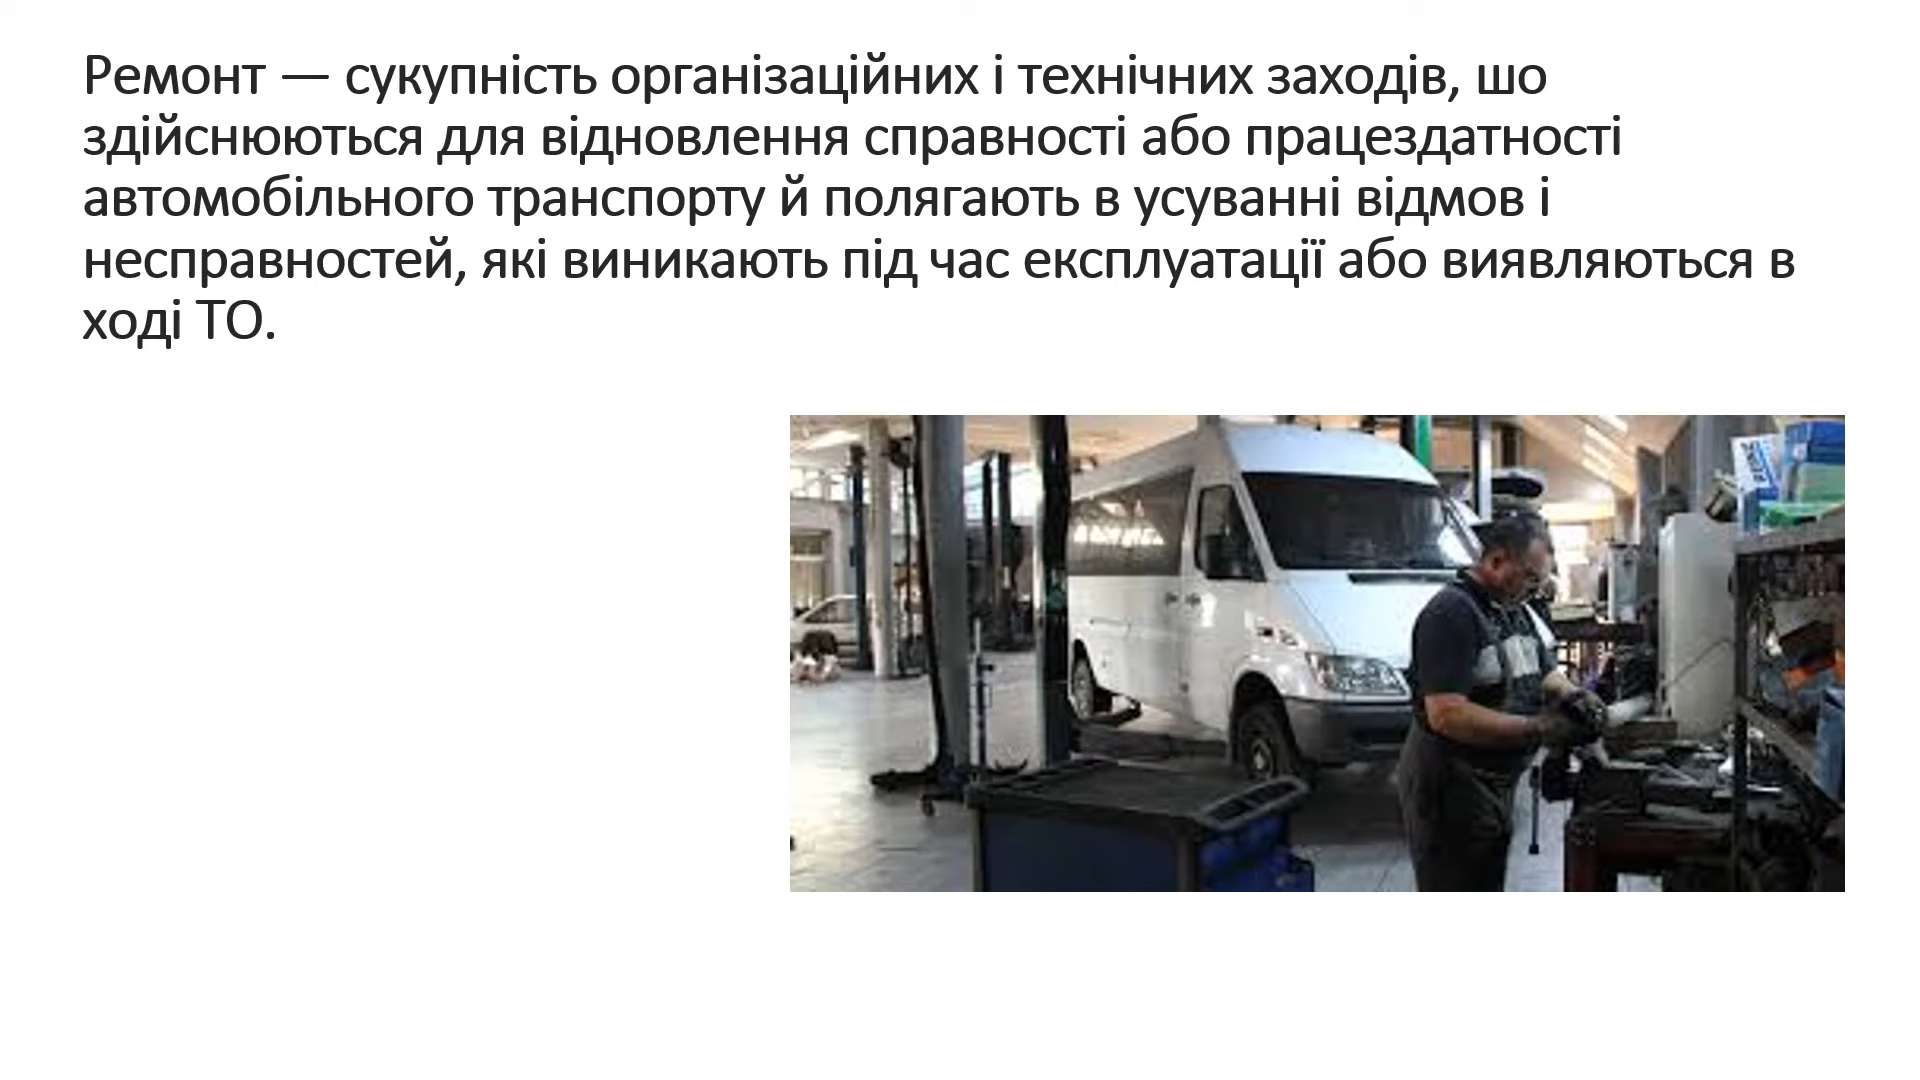 Ремонт — сукупність організаційних і технічних заходів, шо
здійснюються для відновлення справності або працездатності
автомобільного транспорту й полягають в усуванні відмов і
несправностей, які виникають під час експлуатації або виявляються в
ході ТО.